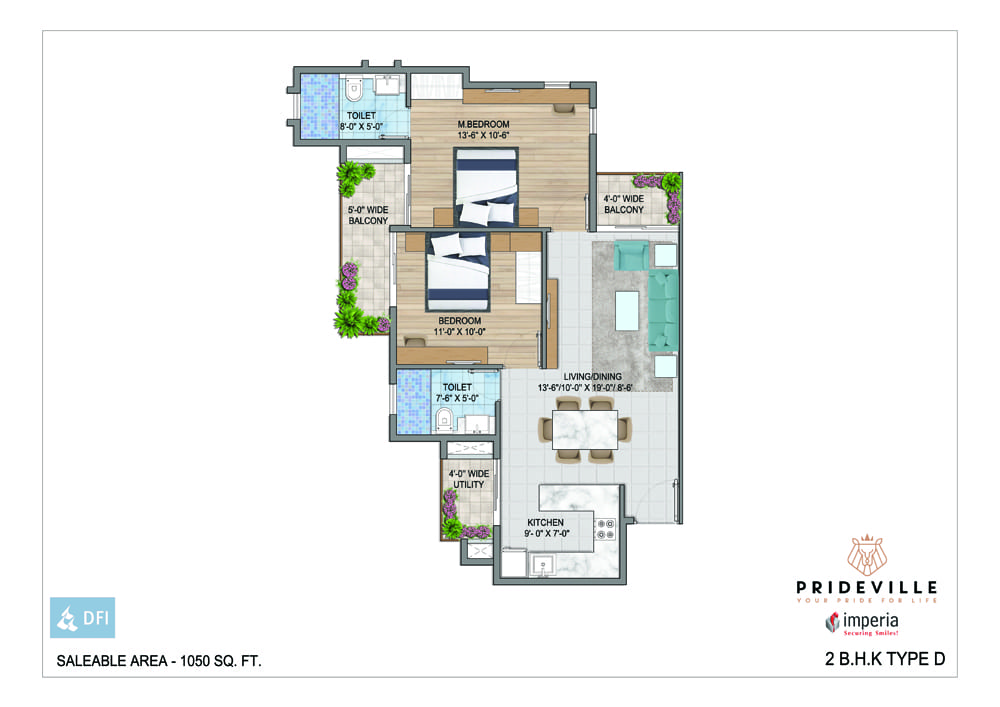 TOILET
8'-0" X 5'-0"
M.BEDROOM
13'-6" X 10'-6"
5'-0" WIDE
BALCONY
4'-0" WIDE
BALCONY
BEDROOM
11'-0" X 10'-0"
LIVING/DINING
13'-6"/10'-0" X 19'-0"/ 8'-6'
TOILET
7'-6" X 5'-0"
4'-0" WIDE
UTILITY
KITCHEN
9'- 0" X 7'-0"
PRIDEVILLE
YOUR PRIDE FOR LIFE
imperia
Securing Smiles!
DFI
SALEABLE AREA - 1050 SQ. FT.
2 B.H.K TYPE D